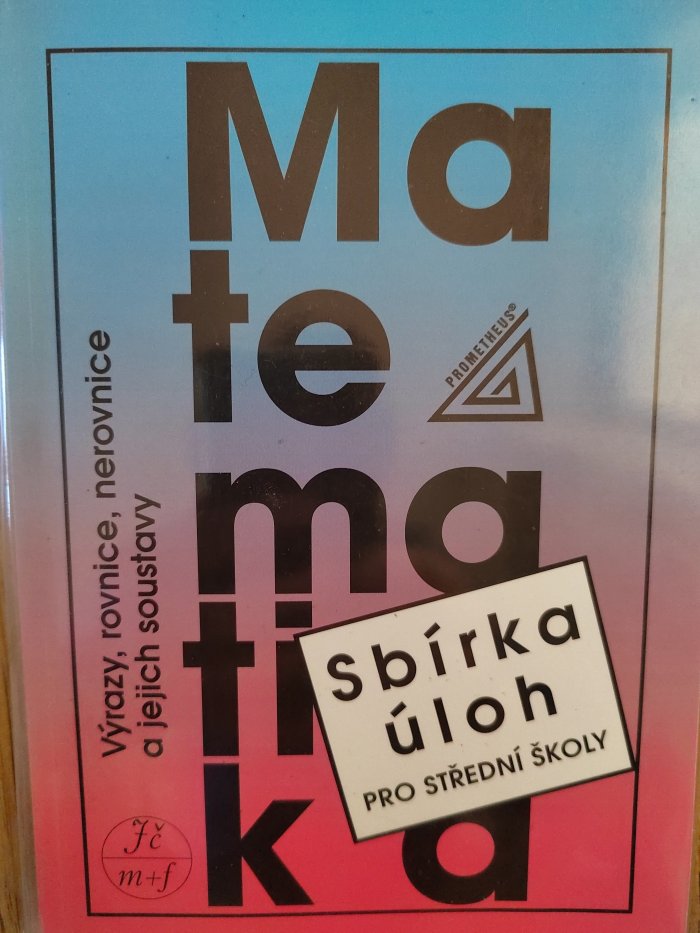 Ma
te
ma
ti
ka
PROMETHEUS®
Výrazy, rovnice, nerovnice
a jejich soustavy
Sbírka
úloh
PRO STŘEDNÍ ŠKOLY
Jč
m+f